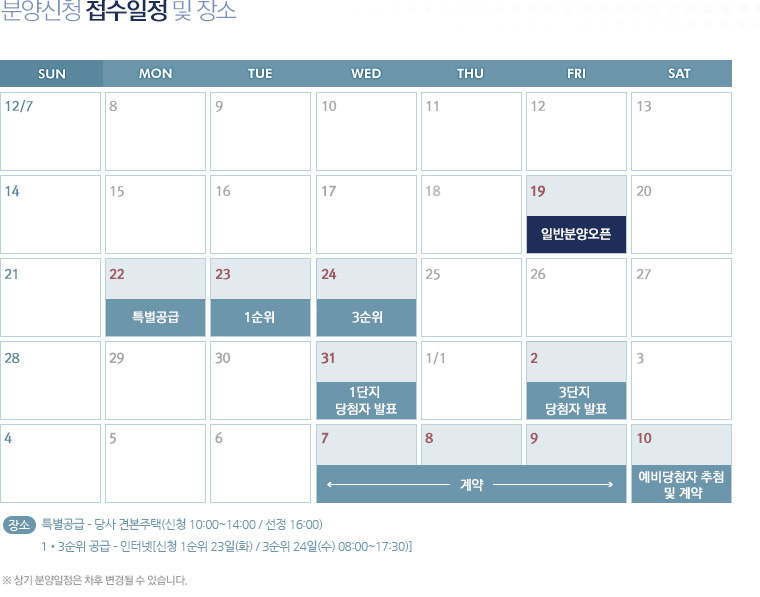 분양신청 접수일정 및 장소
SUN MON TUE WED THU FRI SAT
12/7 8 9 10 11 12 13
14 15 16 17 18 19 20
일반분양오픈
21 22 23 24 25 26 27
특별공급 1순위 3순위
28 29 30 31 1/1 2 3
1단지 3단지
당첨자 발표 당첨자 발표
4 5 6 7 8 9 10
계약 예비당첨자 추첨
및 계약
장소 특별공급 - 당사 견본주택(신청 10:00~14:00 / 선정 16:00)
1 • 3순위 공급 - 인터넷[신청 1순위 23일(화) / 3순위 24일(수) 08:00~17:30)]
※ 상기 분양일정은 차후 변경될 수 있습니다.